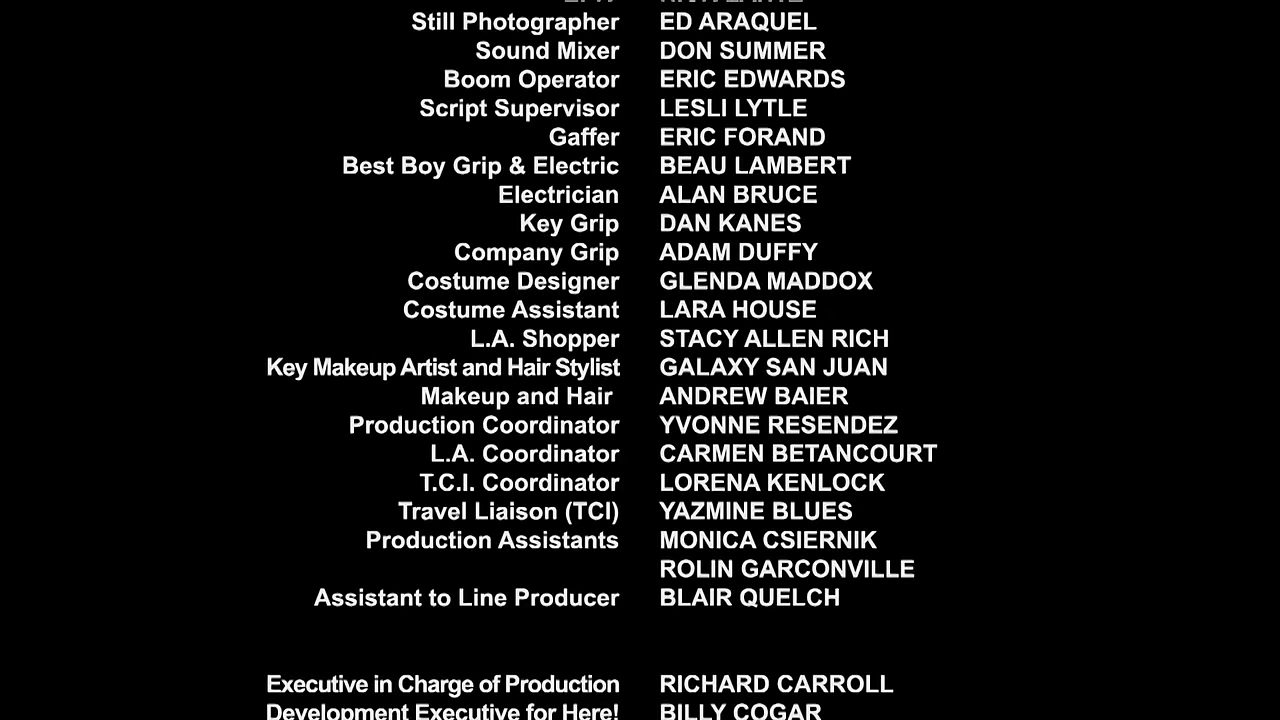 Still Photographer ED ARAQUEL
Sound Mixer DON SUMMER
Boom Operator ERIC EDWARDS
Script Supervisor LESLI LYTLE
Gaffer ERIC FORAND
Best Boy Grip & Electric BEAU LAMBERT
Electrician ALAN BRUCE
Key Grip DAN KANES
Company Grip ADAM DUFFY
Costume Designer GLENDA MADDOX
Costume Assistant LARA HOUSE
L.A. Shopper STACY ALLEN RICH
Key Makeup Artist and Hair Stylist GALAXY SAN JUAN
Makeup and Hair ANDREW BAIER
Production Coordinator YVONNE RESENDEZ
L.A. Coordinator CARMEN BETANCOURT
T.C.I. Coordinator LORENA KENLOCK
Travel Liaison (TCI) YAZMINE BLUES
Production Assistants MONICA CSIERNIK
ROLIN GARCONVILLE
Assistant to Line Producer BLAIR QUELCH
Executive in Charge of Production RICHARD CARROLL
Development Executive for Here! BILLY COGAR